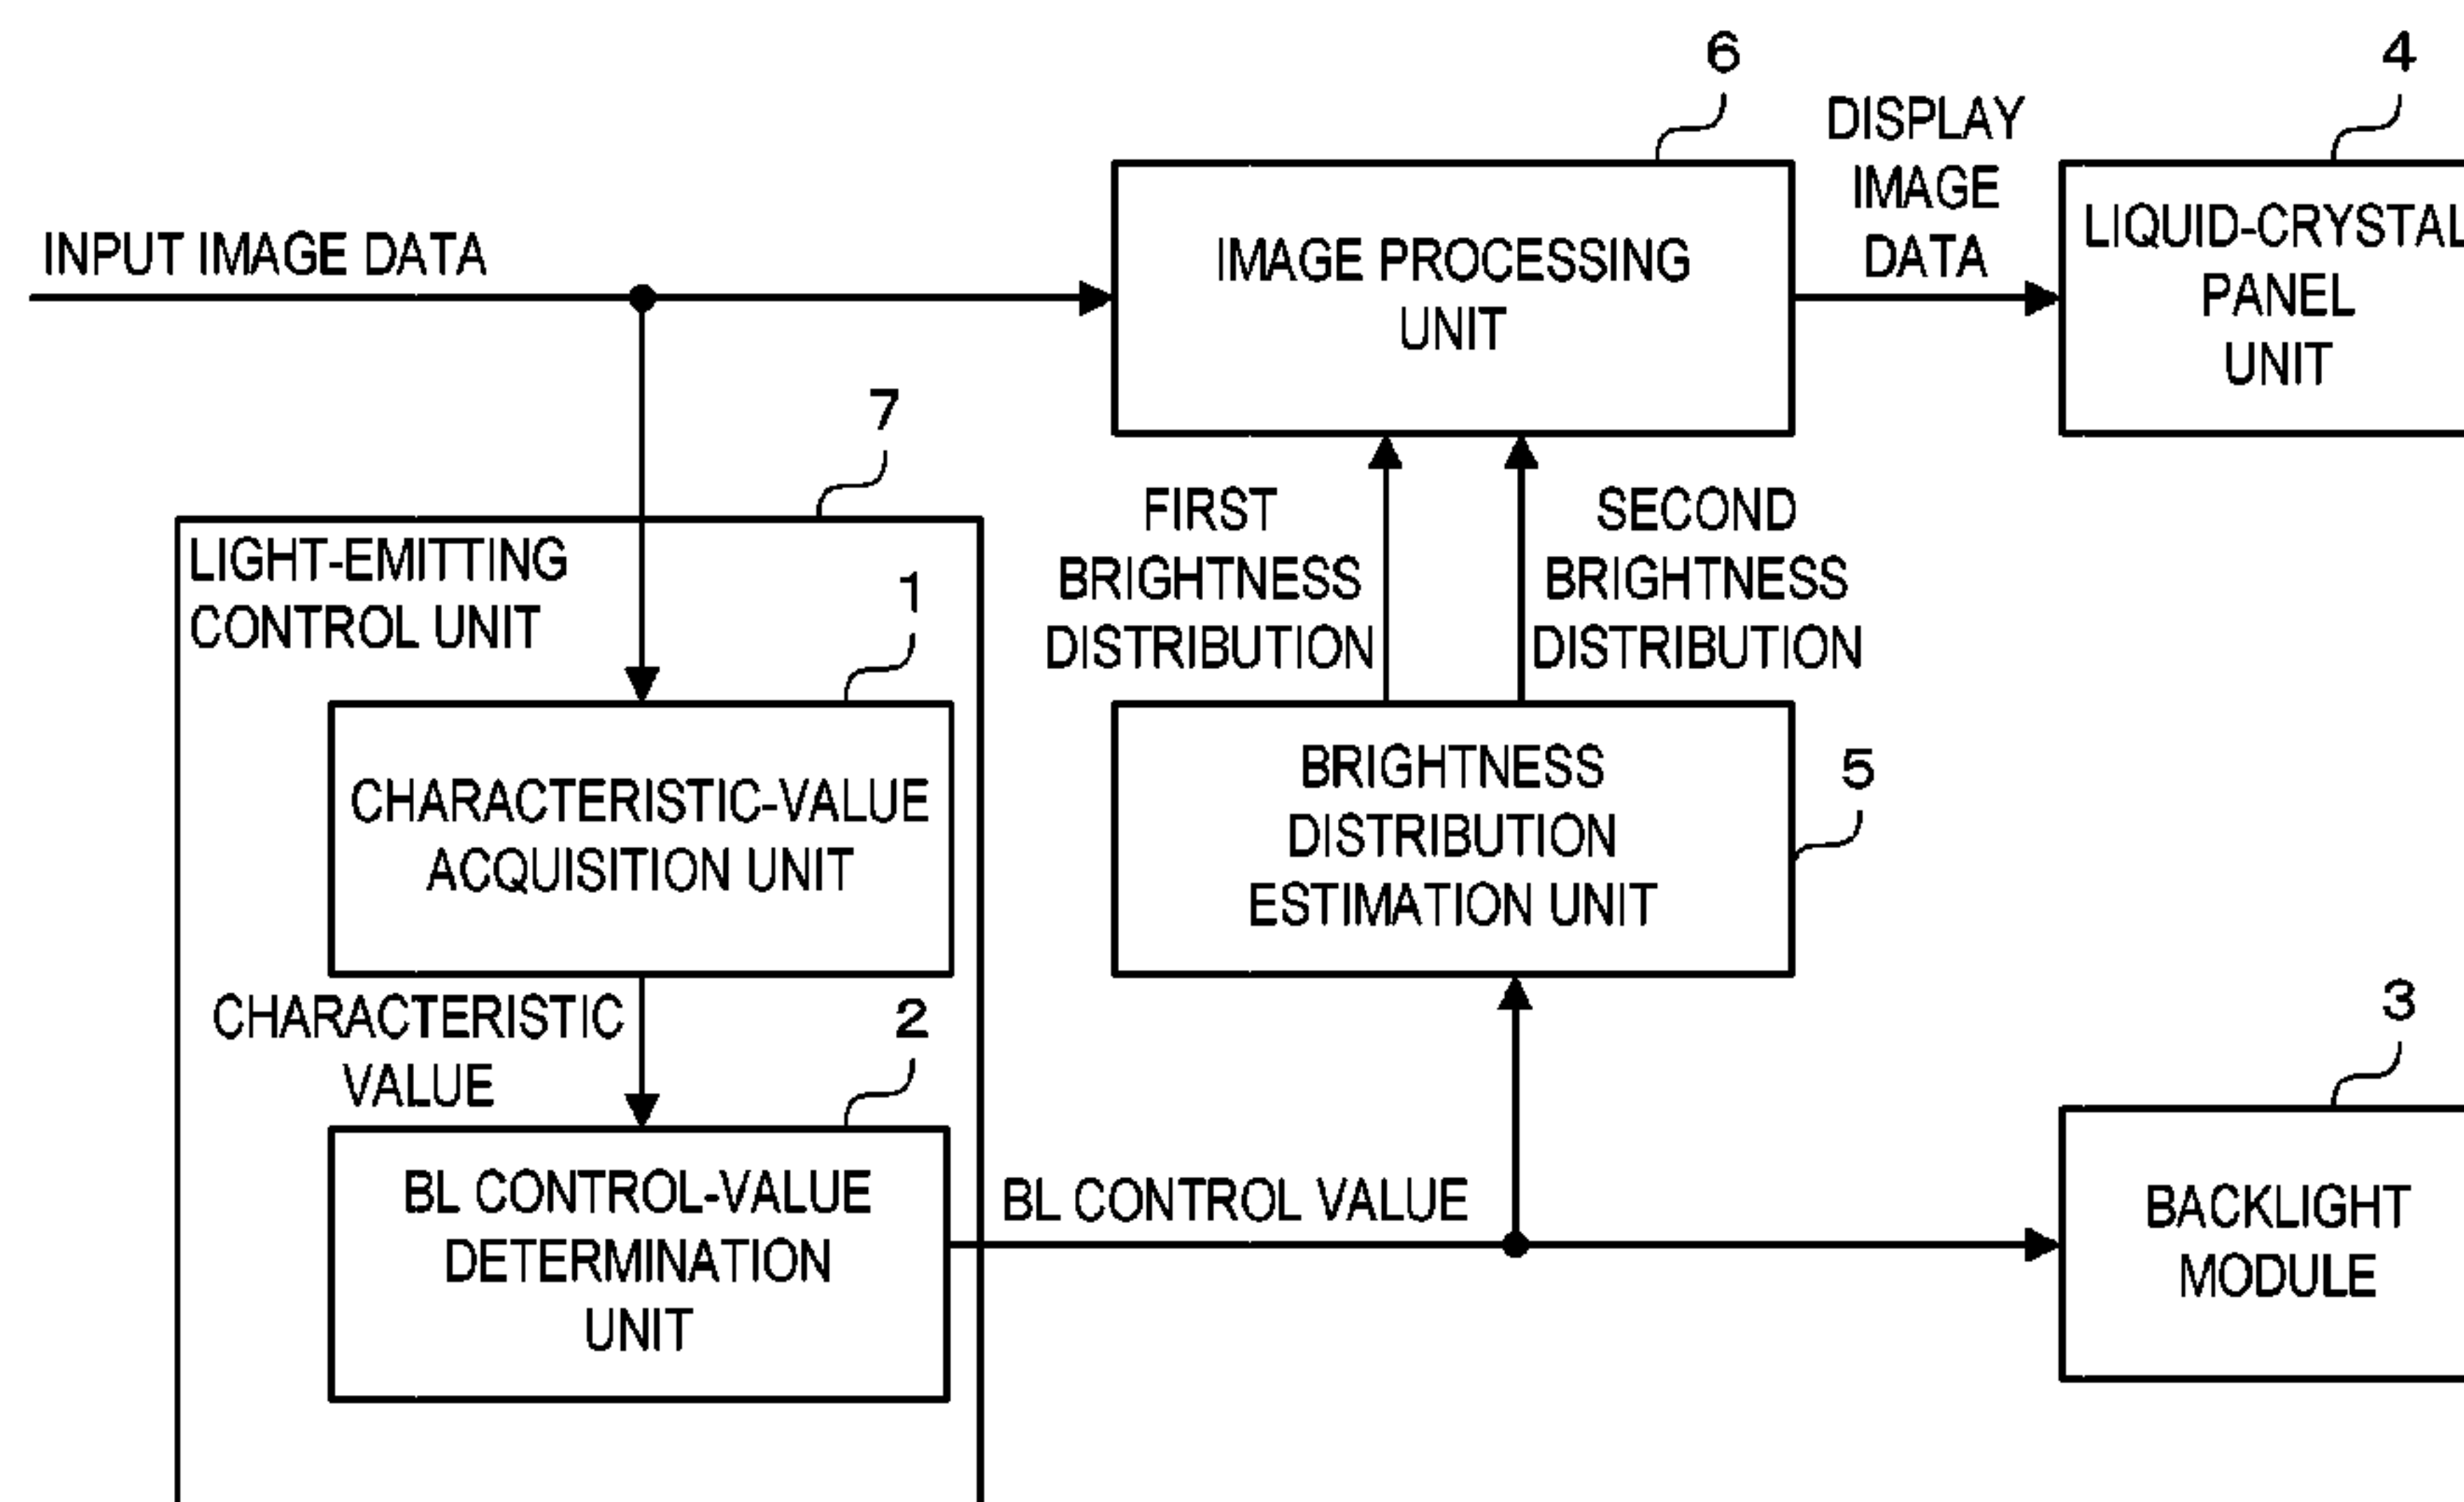 6
4
DISPLAY
IMAGE
DATA
INPUT IMAGE DATA
IMAGE PROCESSING
UNIT
LIQUID-CRYSTAL
PANEL
UNIT
7
LIGHT-EMITTING
CONTROL UNIT
FIRST
BRIGHTNESS
DISTRIBUTION
SECOND
BRIGHTNESS
DISTRIBUTION
1
CHARACTERISTIC-VALUE
ACQUISITION UNIT
BRIGHTNESS
DISTRIBUTION
ESTIMATION UNIT
5
CHARACTERISTIC
VALUE
2
3
BL CONTROL-VALUE
DETERMINATION
UNIT
BL CONTROL VALUE
BACKLIGHT
MODULE